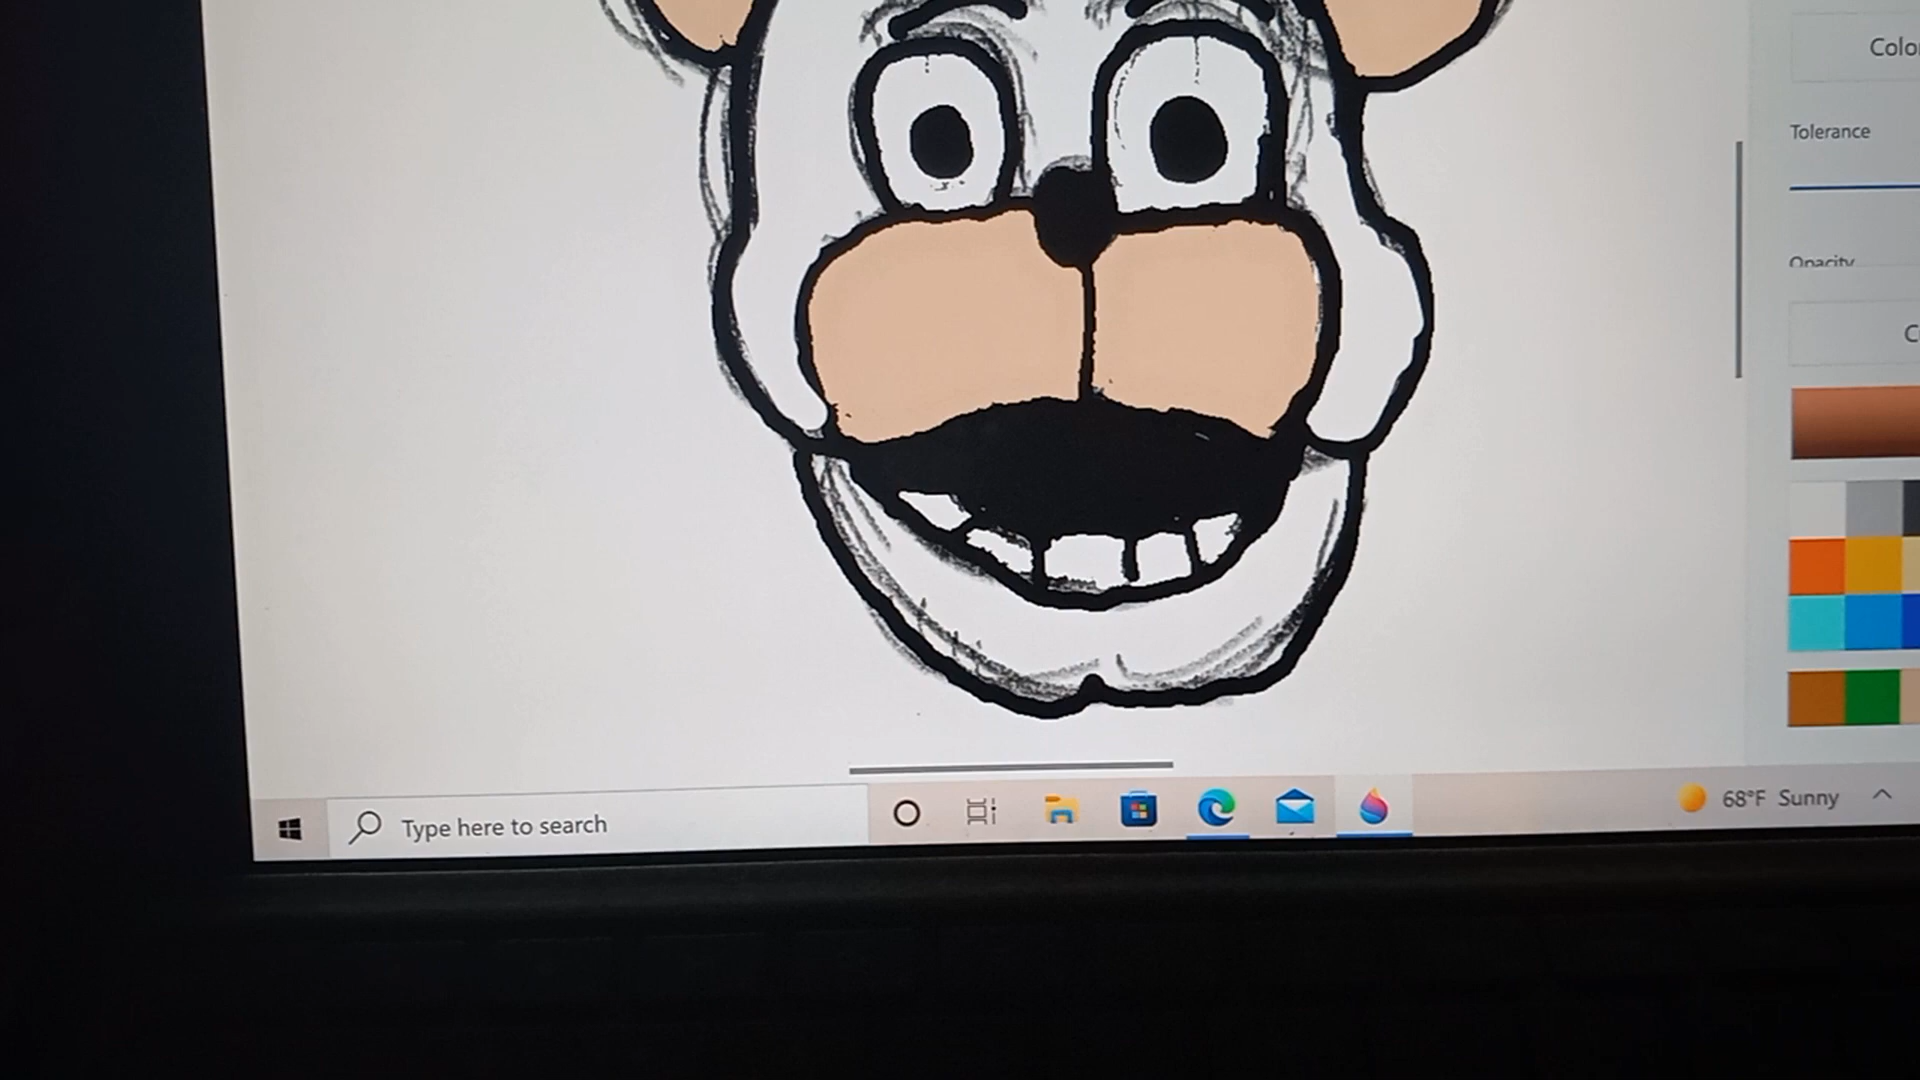 Colo
Tolerance
Opacity
C
Type here to search
68°F Sunny